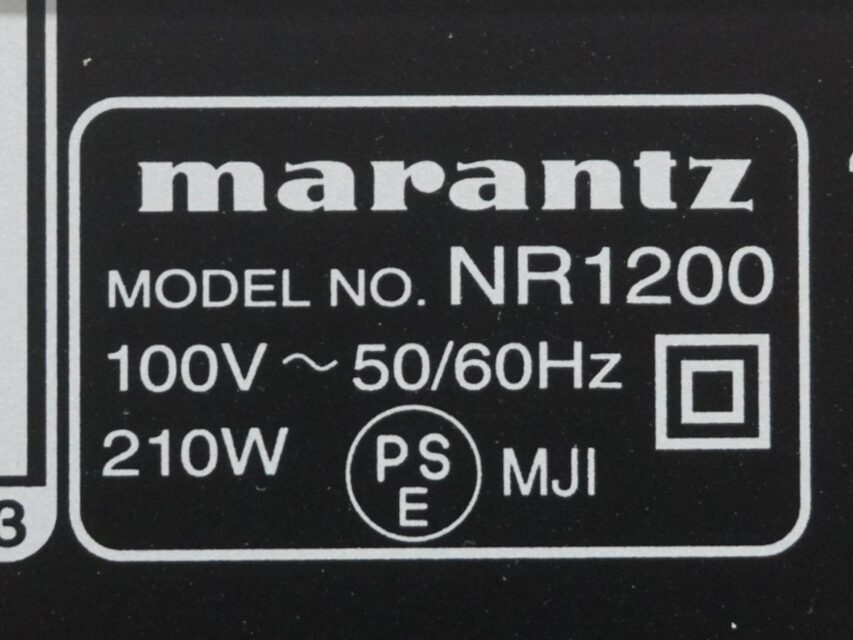 marantz
MODEL NO. NR1200
100V ～ 50/60Hz
210W
PS
E
MJI
3